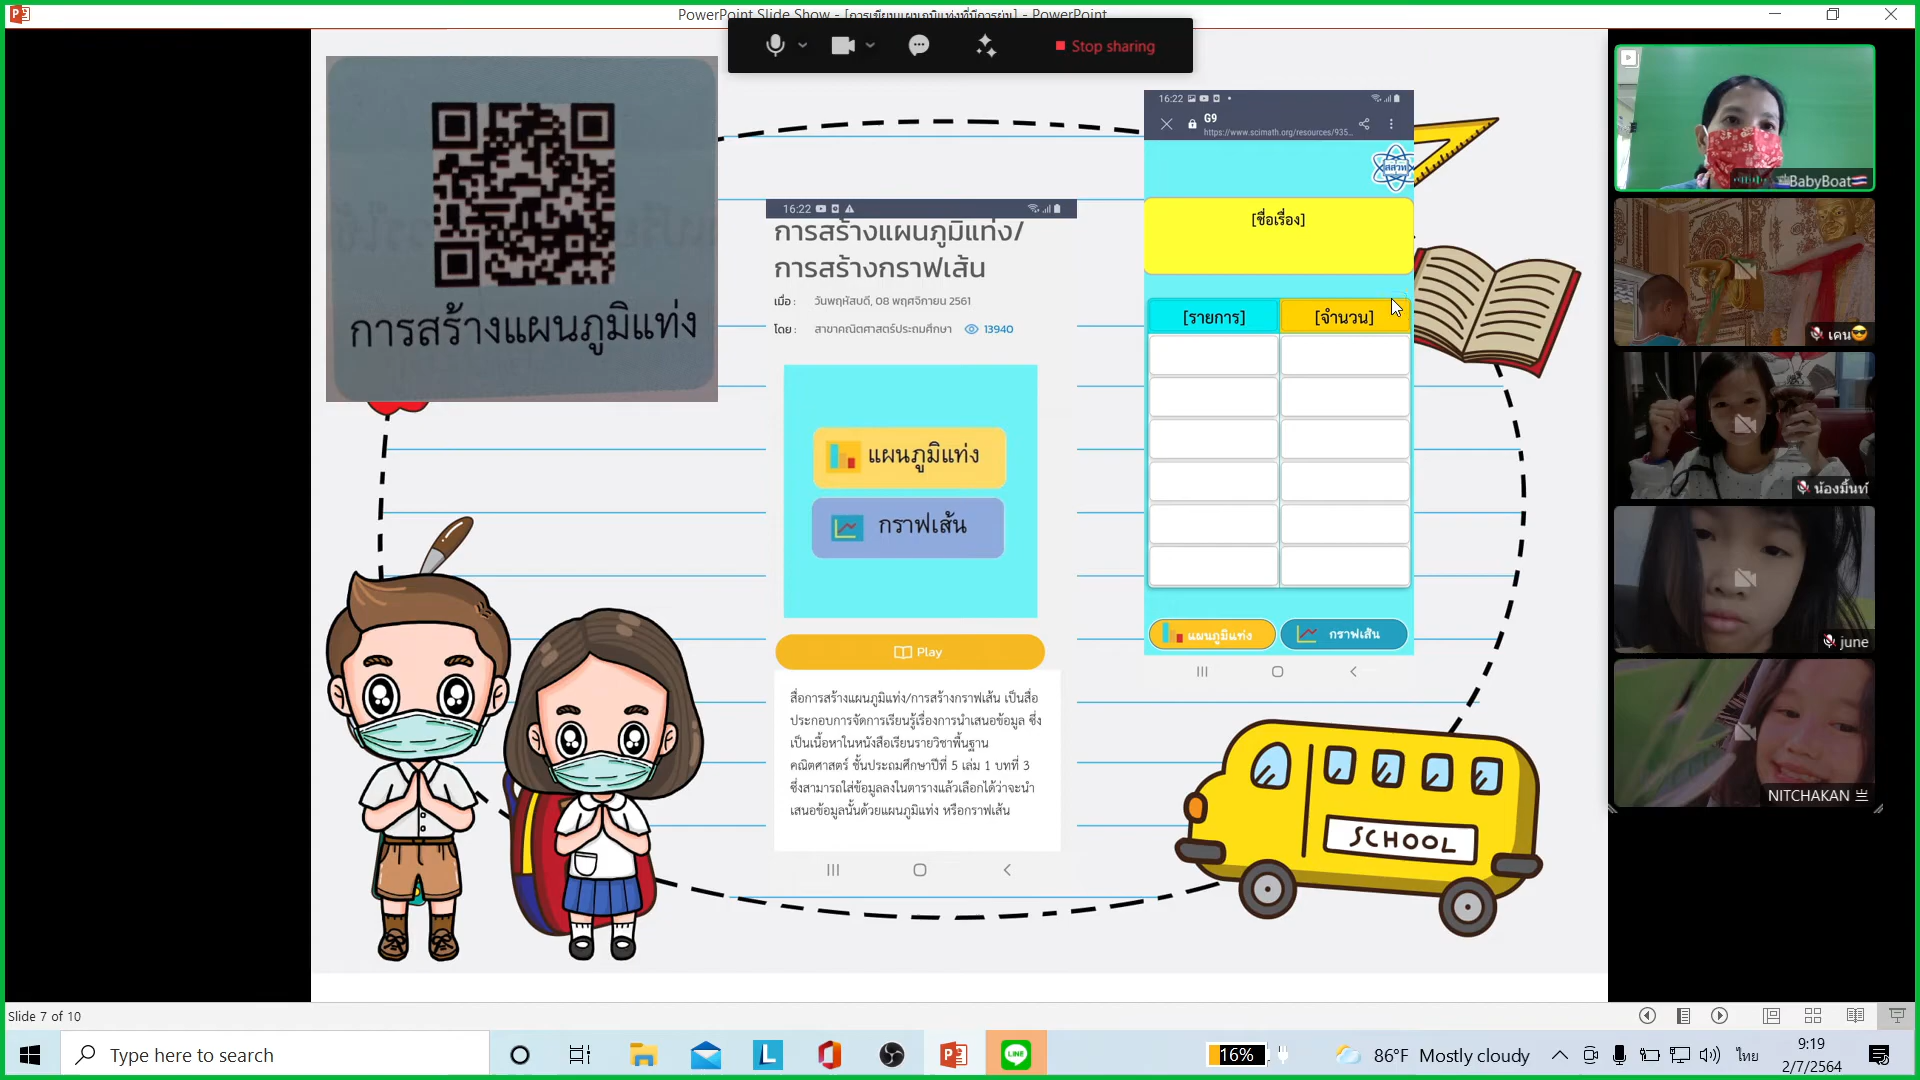 PowerPoint Slide Show - [การเขียนแผนภูมิแท่งที่มีการย่น] - PowerPoint
Stop sharing
การสร้างแผนภูมิแท่ง
16:22
การสร้างแผนภูมิแท่ง/
การสร้างกราฟเส้น
เมื่อ : วันพฤหัสบดี, 08 พฤศจิกายน 2561
โดย : สาขาคณิตศาสตร์ประถมศึกษา 13940
แผนภูมิแท่ง
กราฟเส้น
Play
สื่อการสร้างแผนภูมิแท่ง/การสร้างกราฟเส้น เป็นสื่อ
ประกอบการจัดการเรียนรู้เรื่องการนำเสนอข้อมูล ซึ่ง
เป็นเนื้อหาในหนังสือเรียนรายวิชาพื้นฐาน
คณิตศาสตร์ ชั้นประถมศึกษาปีที่ 5 เล่ม 1 บทที่ 3
ซึ่งสามารถใส่ข้อมูลลงในตารางแล้วเลือกได้ว่าจะนำ
เสนอข้อมูลนั้นด้วยแผนภูมิแท่ง หรือกราฟเส้น
16:22
G9
https://www.scimath.org/resources/935...
สสวท
[ชื่อเรื่อง]
[รายการ] [จำนวน]
แผนภูมิแท่ง กราฟเส้น
SCHOOL
BabyBoat
เคน
น้องมิ้นท์
june
NITCHAKAN
Slide 7 of 10
Type here to search
16%
86°F Mostly cloudy
ไทย
9:19
2/7/2564